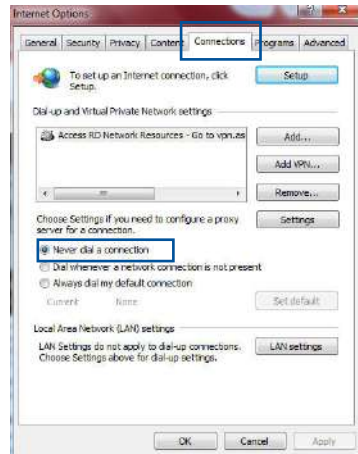 Internet Options
General Security Privacy Content Connections Programs Advanced
To set up an Internet connection, click
Setup.
Setup
Dial-up and Virtual Private Network settings
Access RD Network Resources - Go to vpn.as
Add...
Add VPN...
Remove...
Choose Settings if you need to configure a proxy
server for a connection.
Settings
Never dial a connection
Dial whenever a network connection is not present
Always dial my default connection
Current None
Set default
Local Area Network (LAN) settings
LAN Settings do not apply to dial-up connections.
Choose Settings above for dial-up settings.
LAN settings
OK Cancel Apply